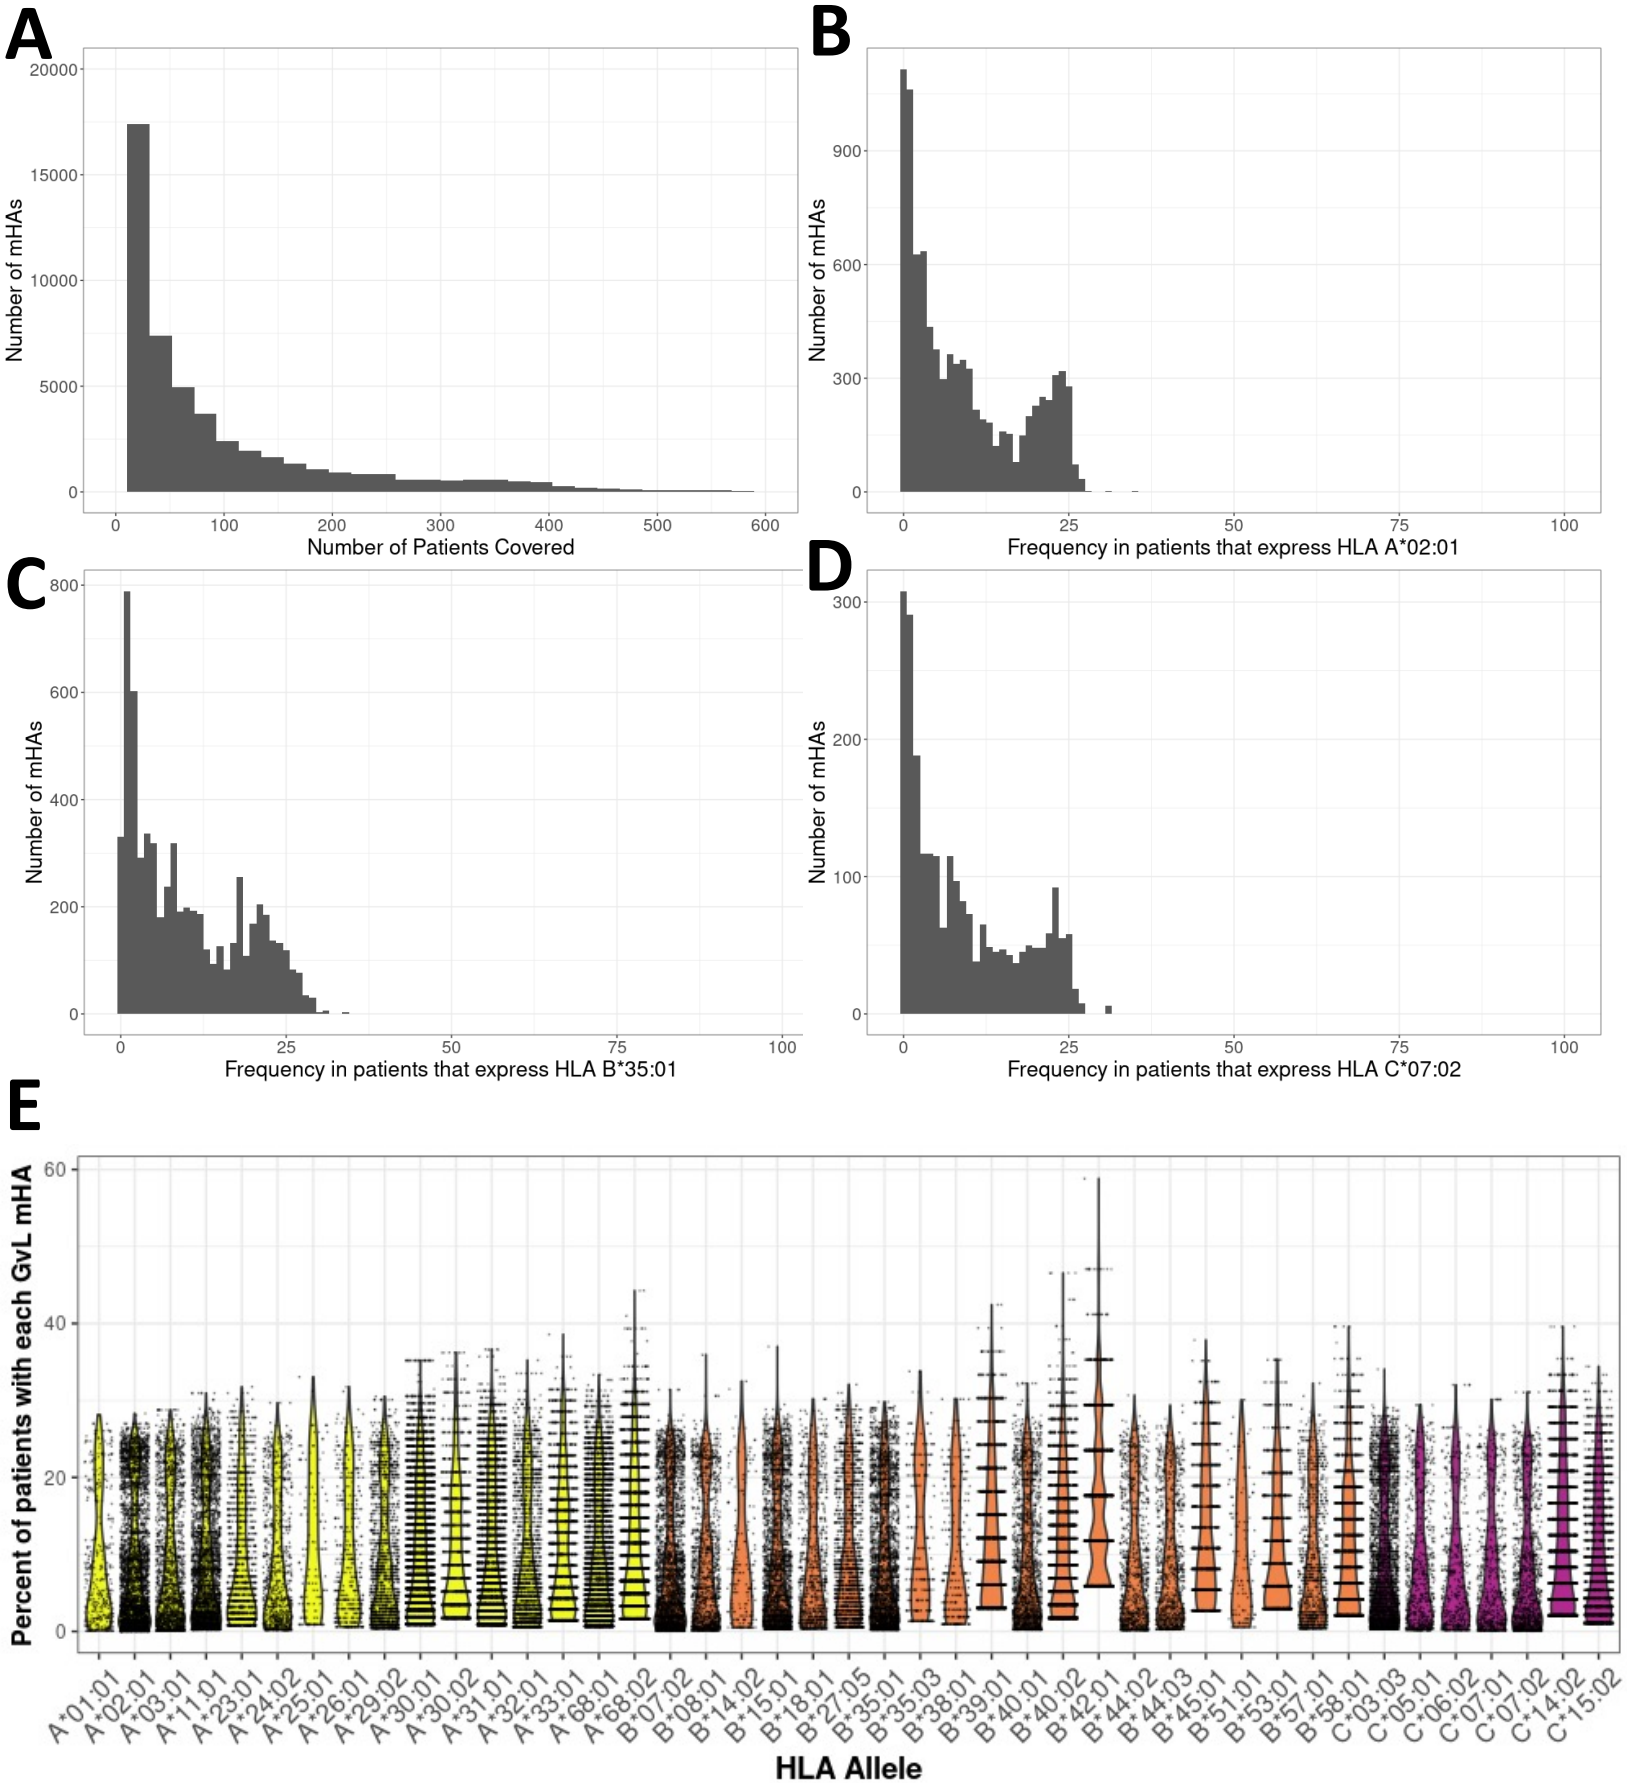 A
20000
15000
10000
5000
0
Number of mHAs
0 100 200 300 400 500 600
Number of Patients Covered
B
900
600
300
0
Number of mHAs
0 25 50 75 100
Frequency in patients that express HLA A*02:01
C
800
600
400
200
0
Number of mHAs
0 25 50 75 100
Frequency in patients that express HLA B*35:01
D
300
200
100
0
Number of mHAs
0 25 50 75 100
Frequency in patients that express HLA C*07:02
E
60
40
20
0
Percent of patients with each GvL mHA
A*01:01
A*02:01
A*03:01
A*11:01
A*23:01
A*24:02
A*25:01
A*26:01
A*29:02
A*30:01
A*30:02
A*31:01
A*32:01
A*33:01
A*68:01
A*68:02
B*07:02
B*08:01
B*14:02
B*15:01
B*18:01
B*27:05
B*35:01
B*35:03
B*38:01
B*39:01
B*40:01
B*40:02
B*42:01
B*44:02
B*44:03
B*45:01
B*51:01
B*53:01
B*57:01
B*58:01
C*03:03
C*05:01
C*06:02
C*07:01
C*07:02
C*14:02
C*15:02
HLA Allele